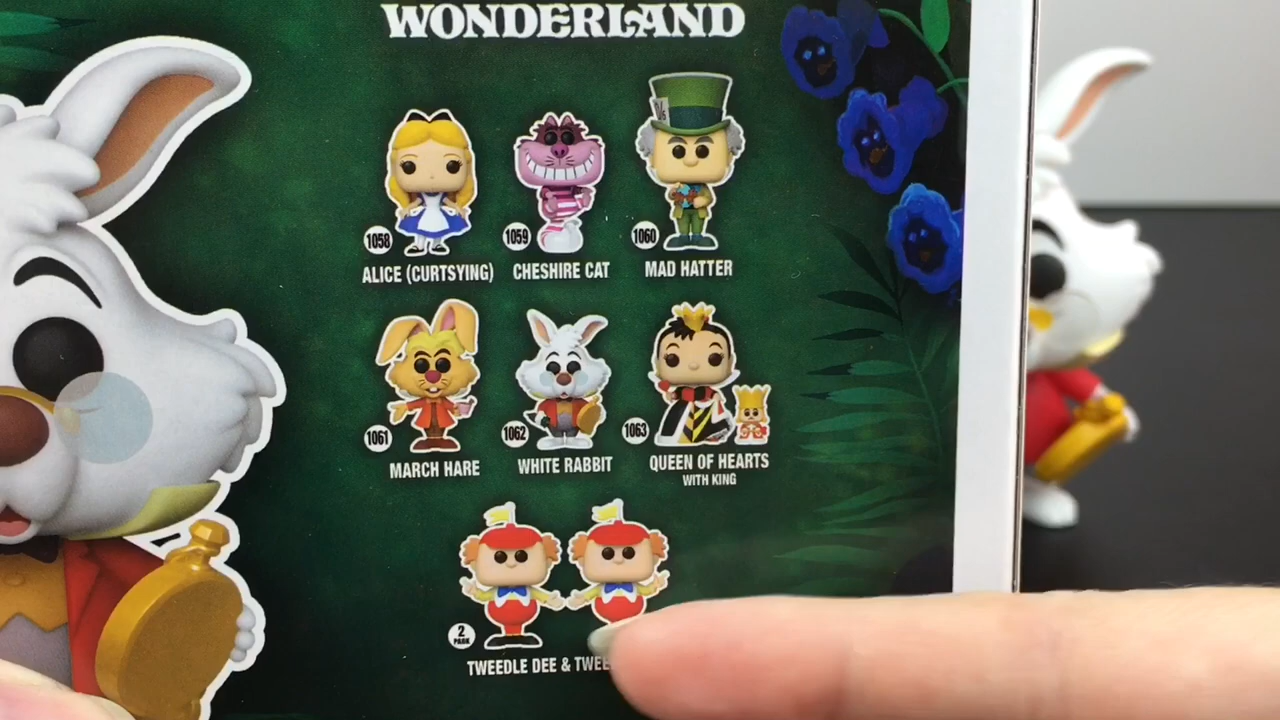 WONDERLAND
1058
ALICE (CURTSYING)
1059
CHESHIRE CAT
1060
MAD HATTER
1061
MARCH HARE
1062
WHITE RABBIT
1063
QUEEN OF HEARTS
WITH KING
2
PACK
TWEEDLE DEE &